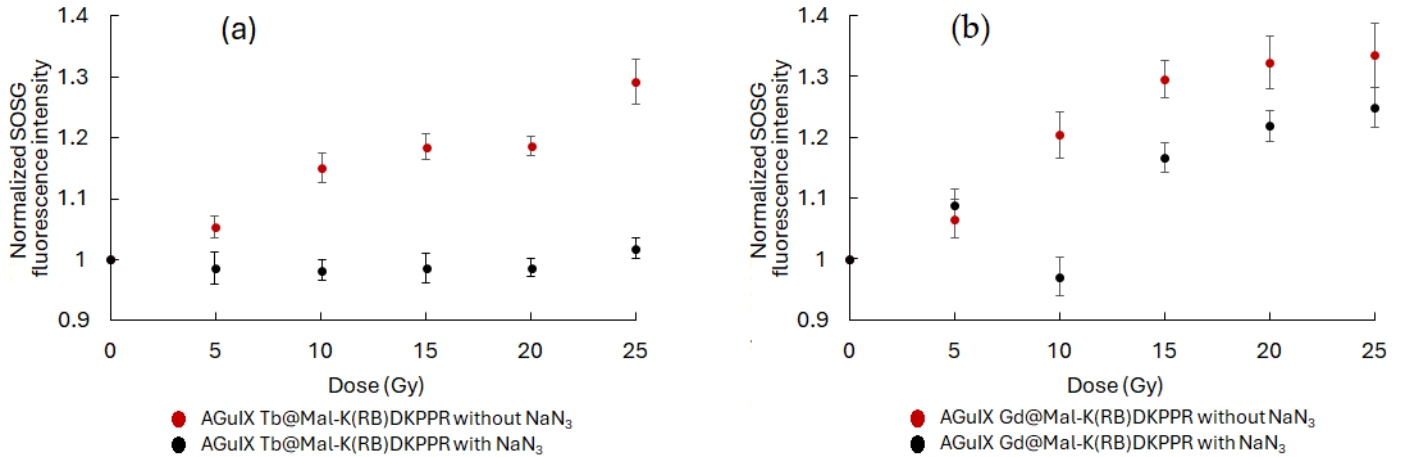 (a)
Normalized SOSG
fluorescence intensity
1.4
1.3
1.2
1.1
1
0.9
0 5 10 15 20 25
Dose (Gy)
AGuIX Tb@Mal-K(RB)DKPPR without NaN₃
AGuIX Tb@Mal-K(RB)DKPPR with NaN₃
(b)
Normalized SOSG
fluorescence intensity
1.4
1.3
1.2
1.1
1
0.9
0 5 10 15 20 25
Dose (Gy)
AGuIX Gd@Mal-K(RB)DKPPR without NaN₃
AGuIX Gd@Mal-K(RB)DKPPR with NaN₃